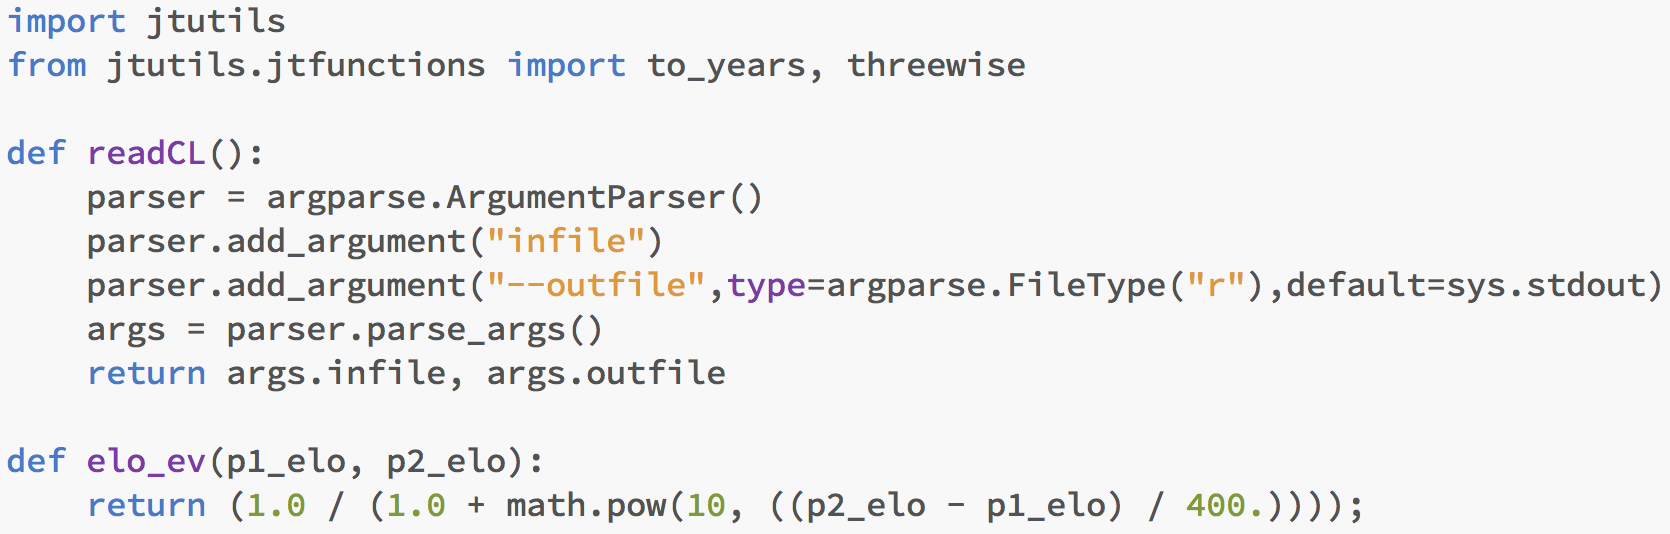 import jtutils
from jtutils.jtfunctions import to_years, threewise

def readCL():
    parser = argparse.ArgumentParser()
    parser.add_argument("infile")
    parser.add_argument("--outfile",type=argparse.FileType("r"),default=sys.stdout)
    args = parser.parse_args()
    return args.infile, args.outfile

def elo_ev(p1_elo, p2_elo):
    return (1.0 / (1.0 + math.pow(10, ((p2_elo - p1_elo) / 400.))));